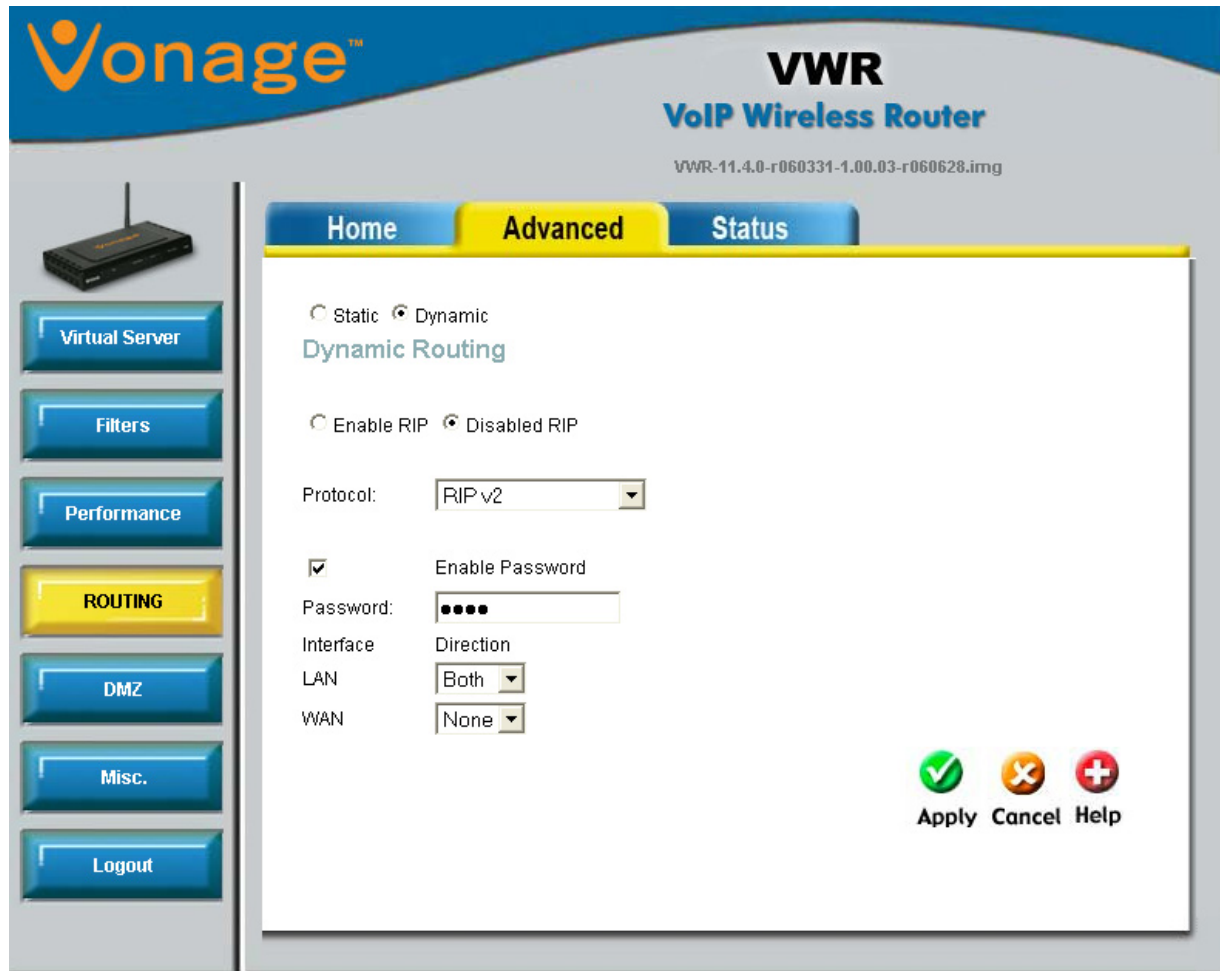 Vonage™
VWR
VoIP Wireless Router
VWR-11.4.0-r060331-1.00.03-r060628.img
Vonage
Home Advanced Status
Virtual Server
Filters
Performance
ROUTING
DMZ
Misc.
Logout
Static Dynamic
Dynamic Routing
Enable RIP Disabled RIP
Protocol: RIP v2
Enable Password
Password: ●●●●
Interface Direction
LAN Both
WAN None
Apply Cancel Help